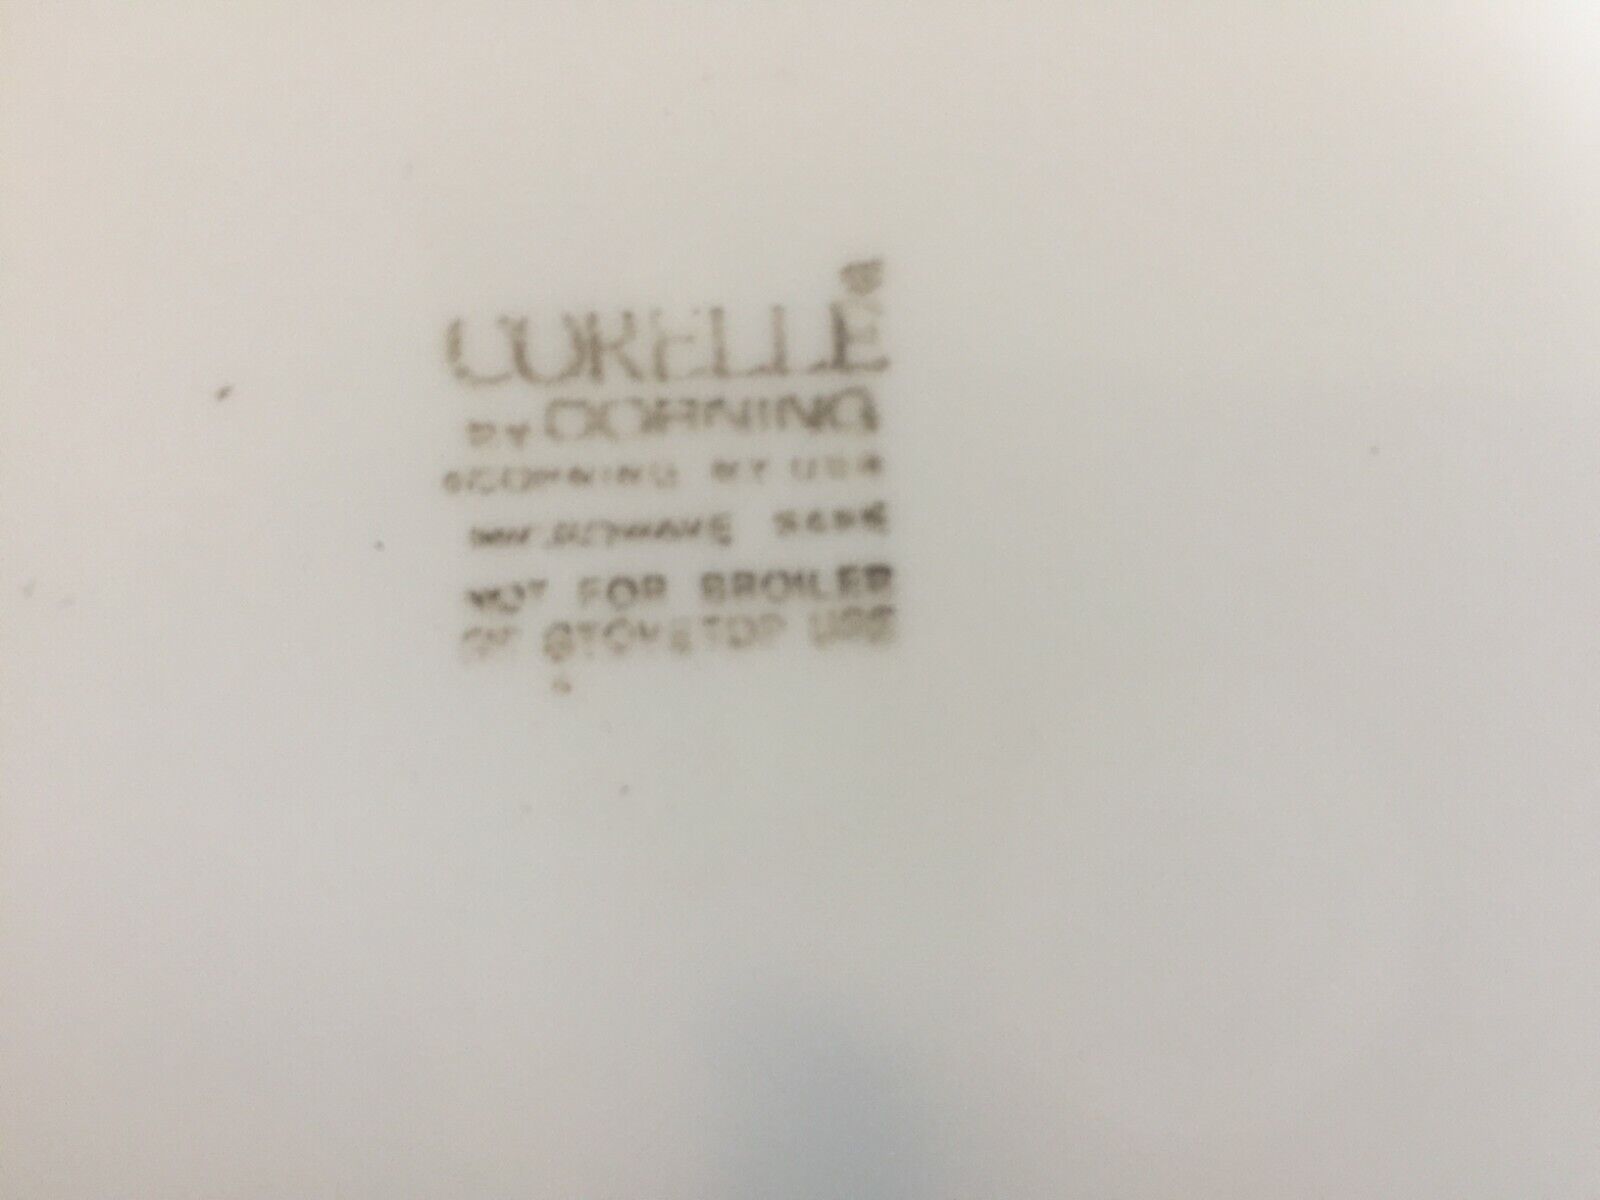 CORELLE®
BY CORNING
CORNING NY USA
MICROWAVE SAFE
NOT FOR BROILER
OR STOVETOP USE